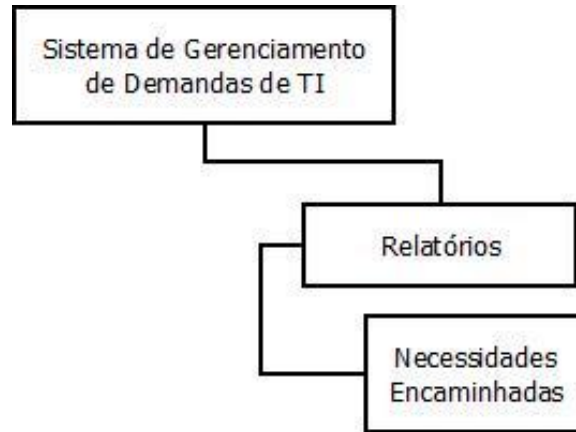 Sistema de Gerenciamento
de Demandas de TI
Relatórios
Necessidades
Encaminhadas